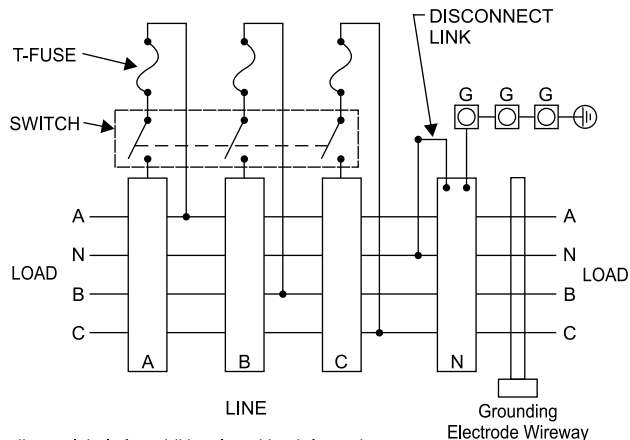 DISCONNECT
LINK
T-FUSE
G G G
SWITCH
A A
N N
LOAD LOAD
B B
C C
A B C N
LINE
Grounding
Electrode Wireway